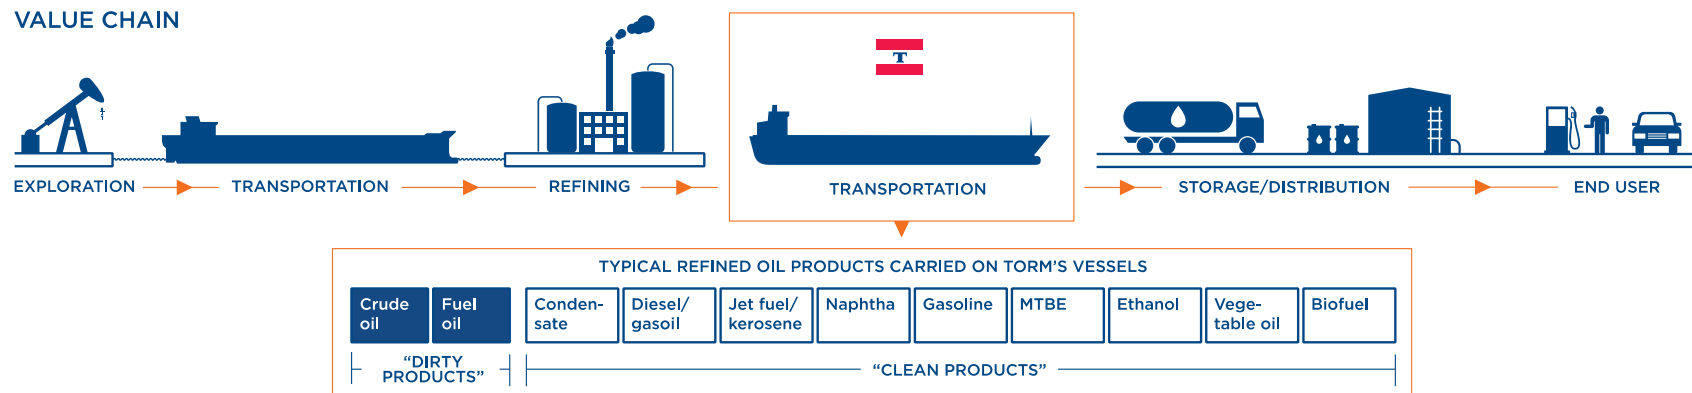 VALUE CHAIN
T
EXPLORATION
TRANSPORTATION
REFINING
TRANSPORTATION
STORAGE/DISTRIBUTION
END USER
TYPICAL REFINED OIL PRODUCTS CARRIED ON TORM'S VESSELS
Crude
oil
Fuel
oil
Conden-
sate
Diesel/
gasoil
Jet fuel/
kerosene
Naphtha
Gasoline
MTBE
Ethanol
Vege-
table oil
Biofuel
“DIRTY
PRODUCTS”
“CLEAN PRODUCTS”